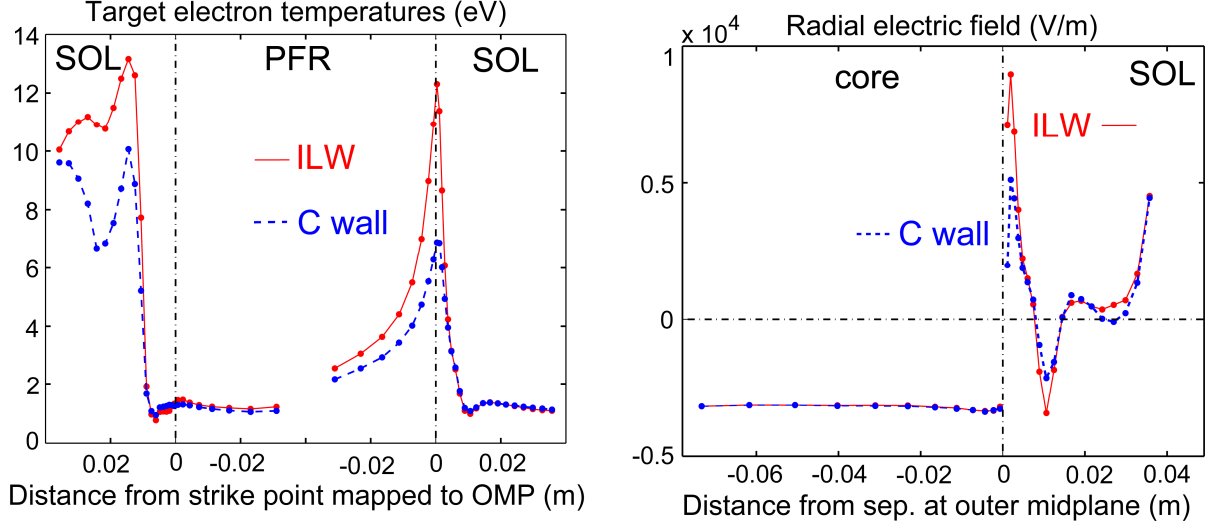 Target electron temperatures (eV)
14
12
10
8
6
4
2
0
SOL
PFR
SOL
ILW
C wall
0.02
0
-0.02
-0.02
0
0.02
Distance from strike point mapped to OMP (m)
Radial electric field (V/m)
x 10⁴
1
0.5
0
-0.5
core
SOL
ILW
C wall
-0.06
-0.04
-0.02
0
0.02
0.04
Distance from sep. at outer midplane (m)